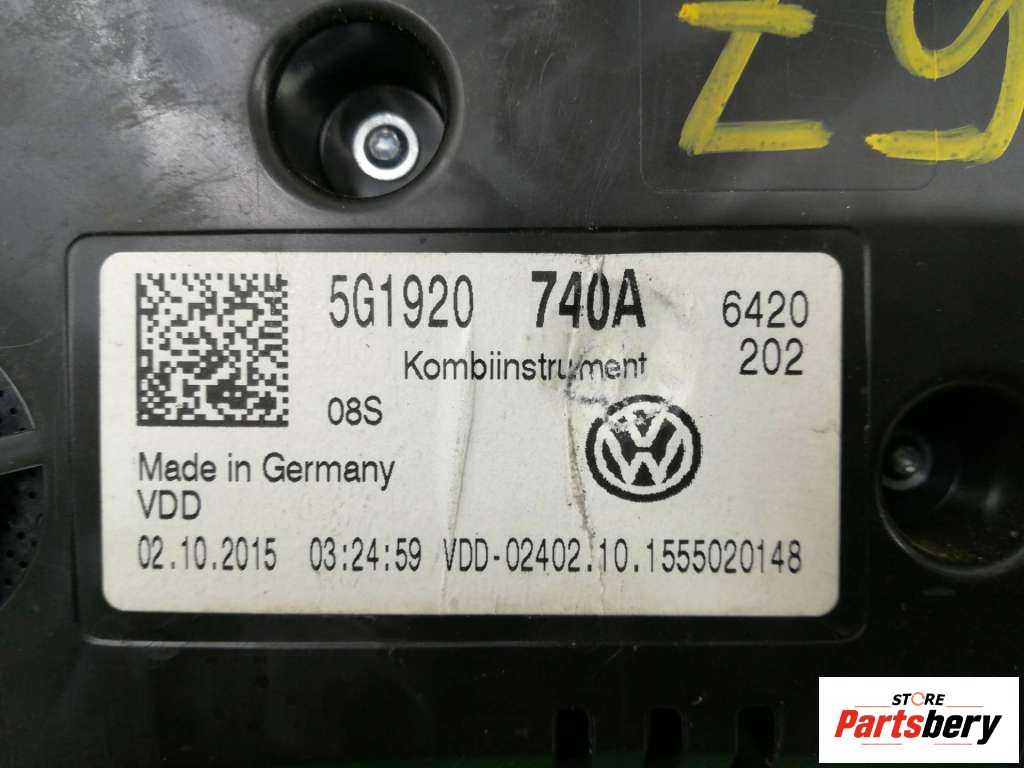 5G1920 740A 6420
Kombiinstrument 202
08S
Made in Germany
VDD
02.10.2015 03:24:59 VDD-02402.10.1555020148
STORE
Partsbery